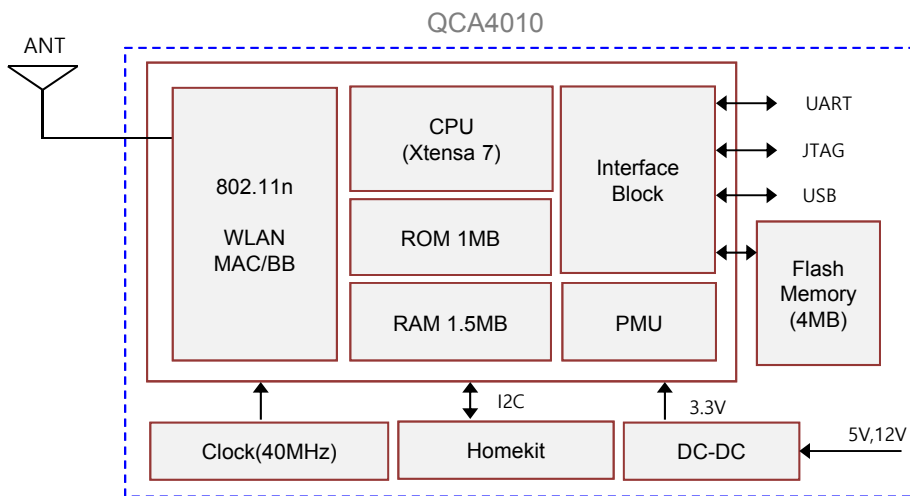 QCA4010
ANT
802.11n
WLAN
MAC/BB
CPU
(Xtensa 7)
ROM 1MB
RAM 1.5MB
Interface
Block
PMU
UART
JTAG
USB
Flash
Memory
(4MB)
I2C
3.3V
5V,12V
Clock(40MHz)
Homekit
DC-DC